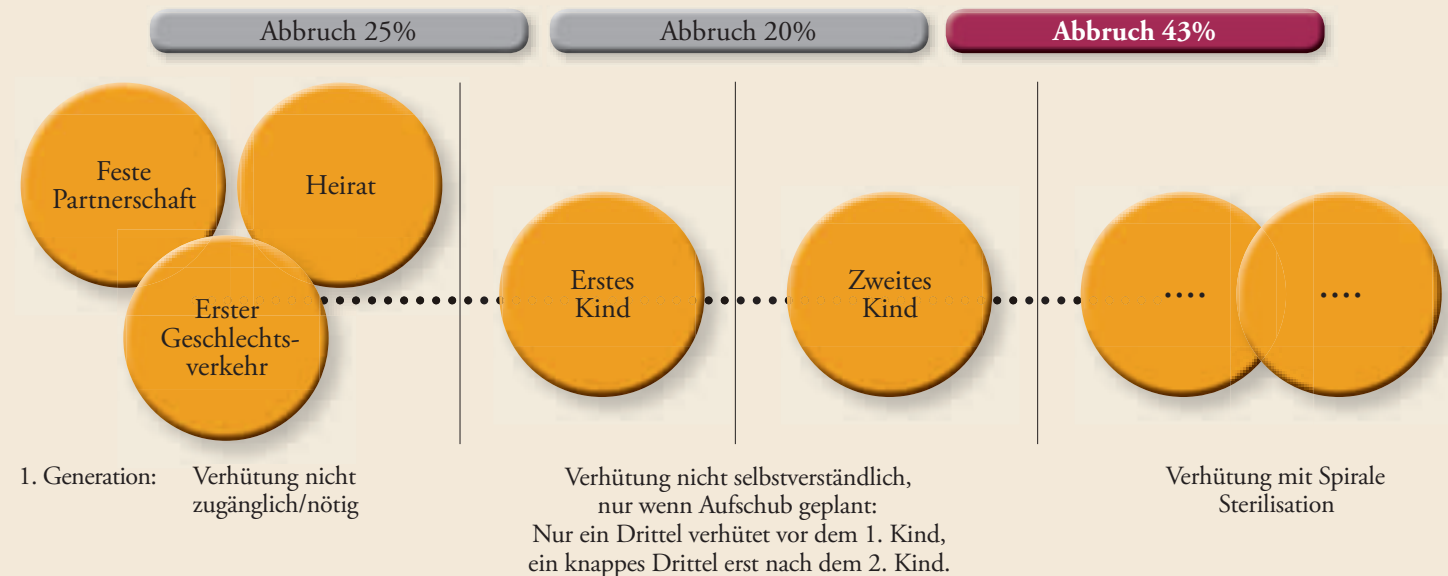 Abbruch 25%
Abbruch 20%
Abbruch 43%
Feste
Partnerschaft
Heirat
Erster
Geschlechts-
verkehr
Erstes
Kind
Zweites
Kind
....
....
1. Generation:
Verhütung nicht
zugänglich/nötig
Verhütung nicht selbstverständlich,
nur wenn Aufschub geplant:
Nur ein Drittel verhütet vor dem 1. Kind,
ein knappes Drittel erst nach dem 2. Kind.
Verhütung mit Spirale
Sterilisation